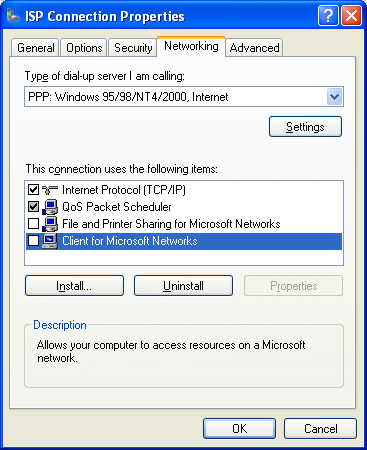 ISP Connection Properties
General
Options
Security
Networking
Advanced
Type of dial-up server I am calling:
PPP: Windows 95/98/NT4/2000, Internet
Settings
This connection uses the following items:
Internet Protocol (TCP/IP)
QoS Packet Scheduler
File and Printer Sharing for Microsoft Networks
Client for Microsoft Networks
Install...
Uninstall
Properties
Description
Allows your computer to access resources on a Microsoft
network.
OK
Cancel